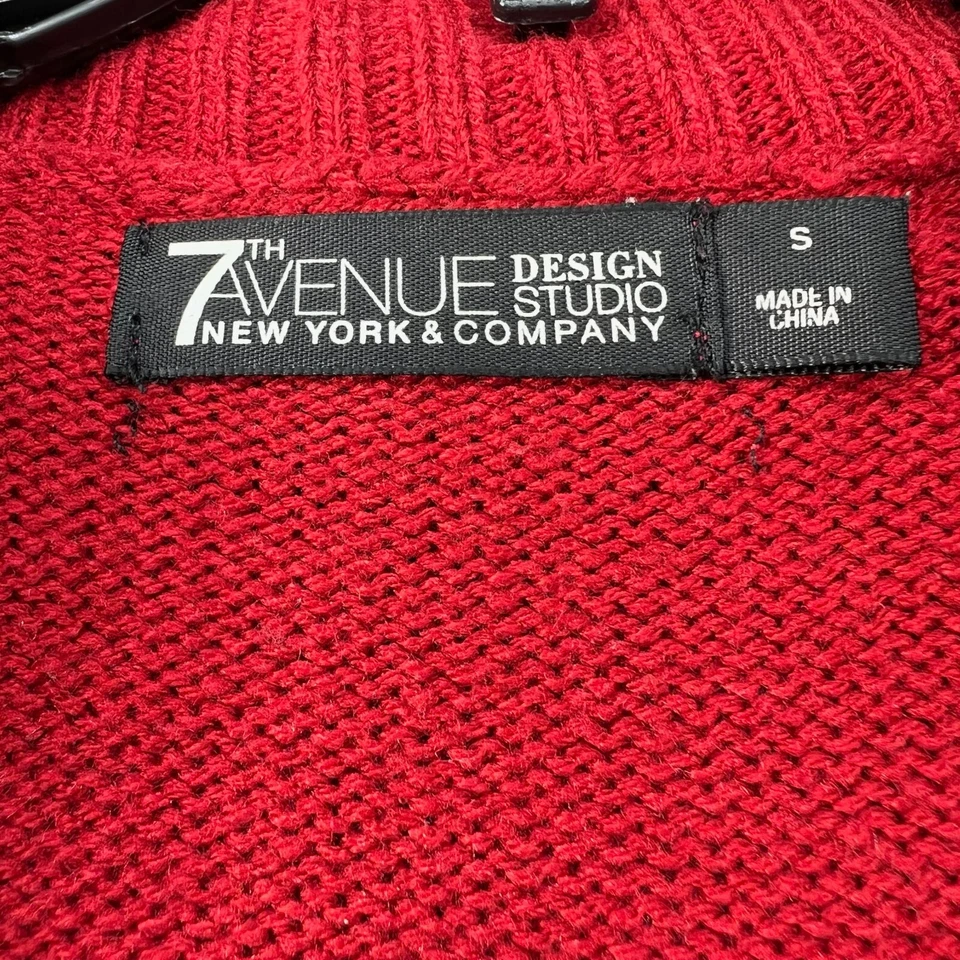 7TH AVENUE DESIGN STUDIO
NEW YORK & COMPANY
S
MADE IN
CHINA